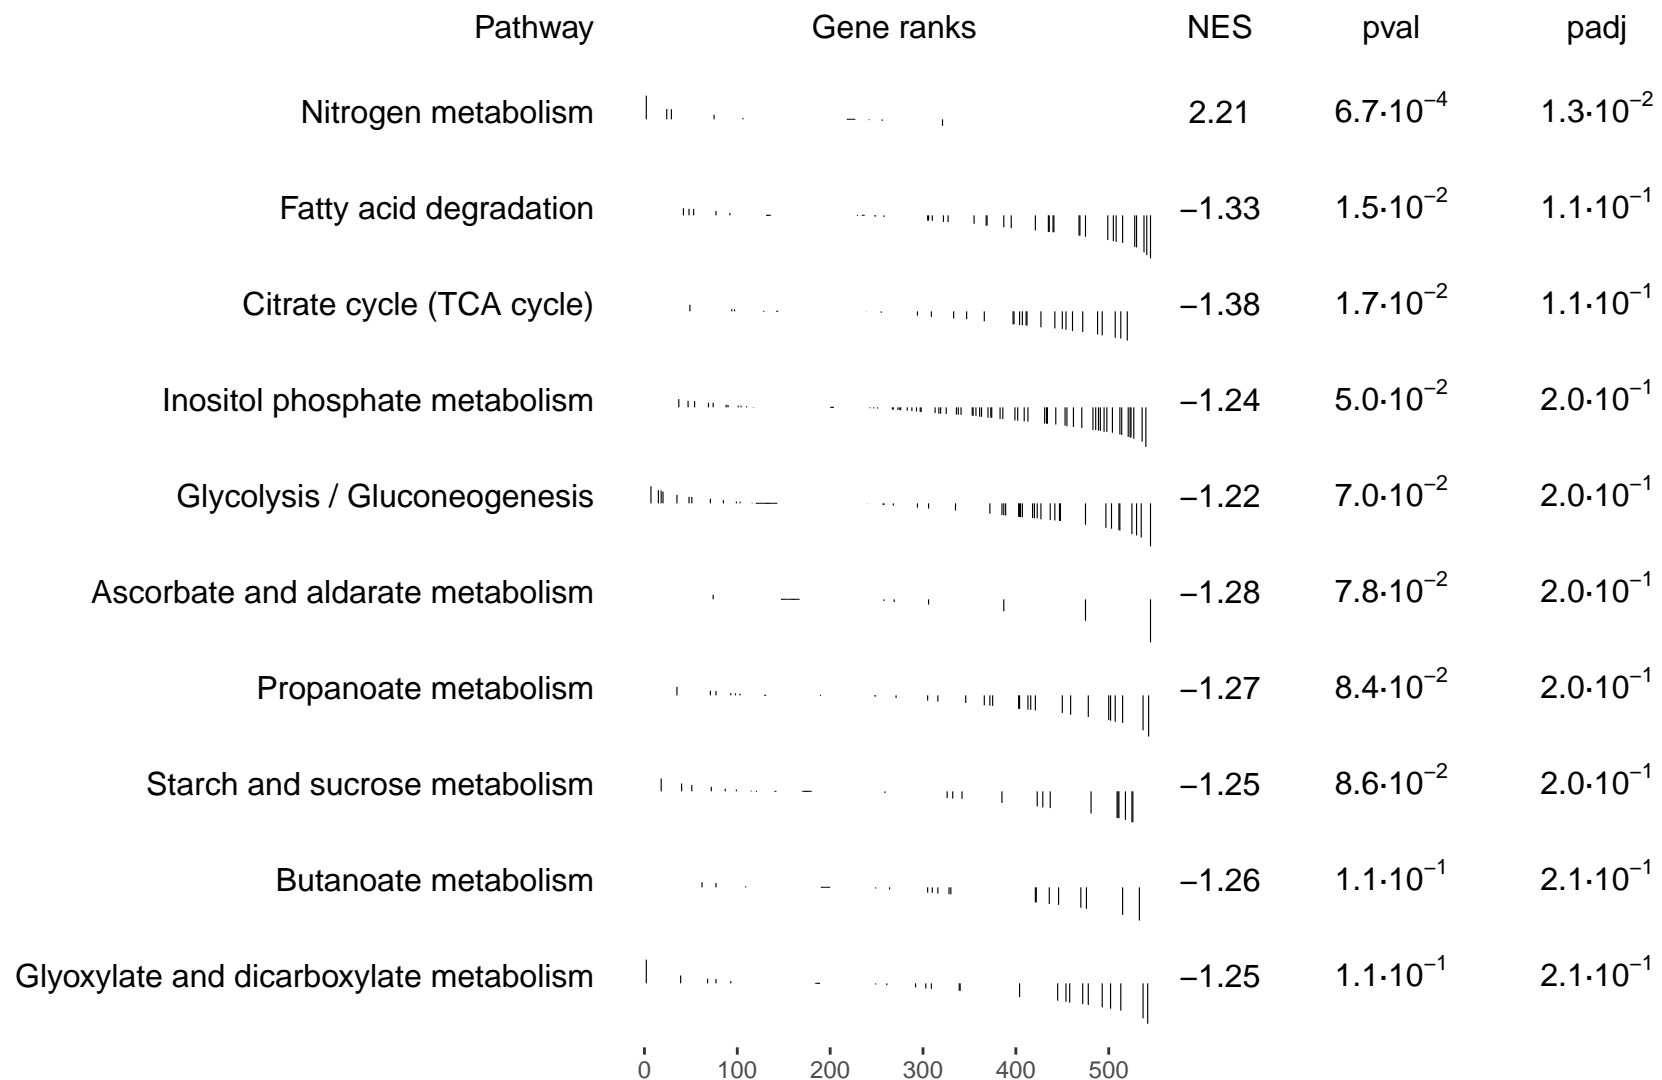 Pathway Gene ranks NES pval padj
Nitrogen metabolism 2.21 6.7·10⁻⁴ 1.3·10⁻²
Fatty acid degradation −1.33 1.5·10⁻² 1.1·10⁻¹
Citrate cycle (TCA cycle) −1.38 1.7·10⁻² 1.1·10⁻¹
Inositol phosphate metabolism −1.24 5.0·10⁻² 2.0·10⁻¹
Glycolysis / Gluconeogenesis −1.22 7.0·10⁻² 2.0·10⁻¹
Ascorbate and aldarate metabolism −1.28 7.8·10⁻² 2.0·10⁻¹
Propanoate metabolism −1.27 8.4·10⁻² 2.0·10⁻¹
Starch and sucrose metabolism −1.25 8.6·10⁻² 2.0·10⁻¹
Butanoate metabolism −1.26 1.1·10⁻¹ 2.1·10⁻¹
Glyoxylate and dicarboxylate metabolism −1.25 1.1·10⁻¹ 2.1·10⁻¹
0 100 200 300 400 500